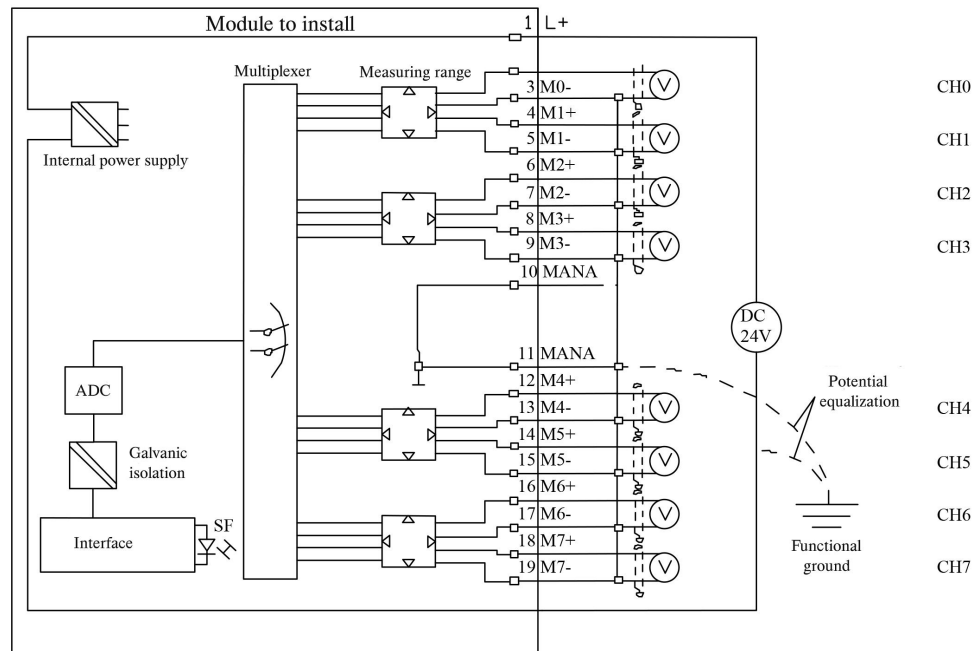 Module to install
1 L+
Multiplexer
Measuring range
3 M0-
CH0
4 M1+
5 M1-
CH1
Internal power supply
6 M2+
7 M2-
CH2
8 M3+
9 M3-
CH3
10 MANA
DC
24V
11 MANA
12 M4+
ADC
Potential
equalization
13 M4-
CH4
14 M5+
Galvanic
isolation
15 M5-
CH5
16 M6+
17 M6-
CH6
SF
18 M7+
Interface
Functional
ground
19 M7-
CH7
V
V
V
V
V
V
V
V